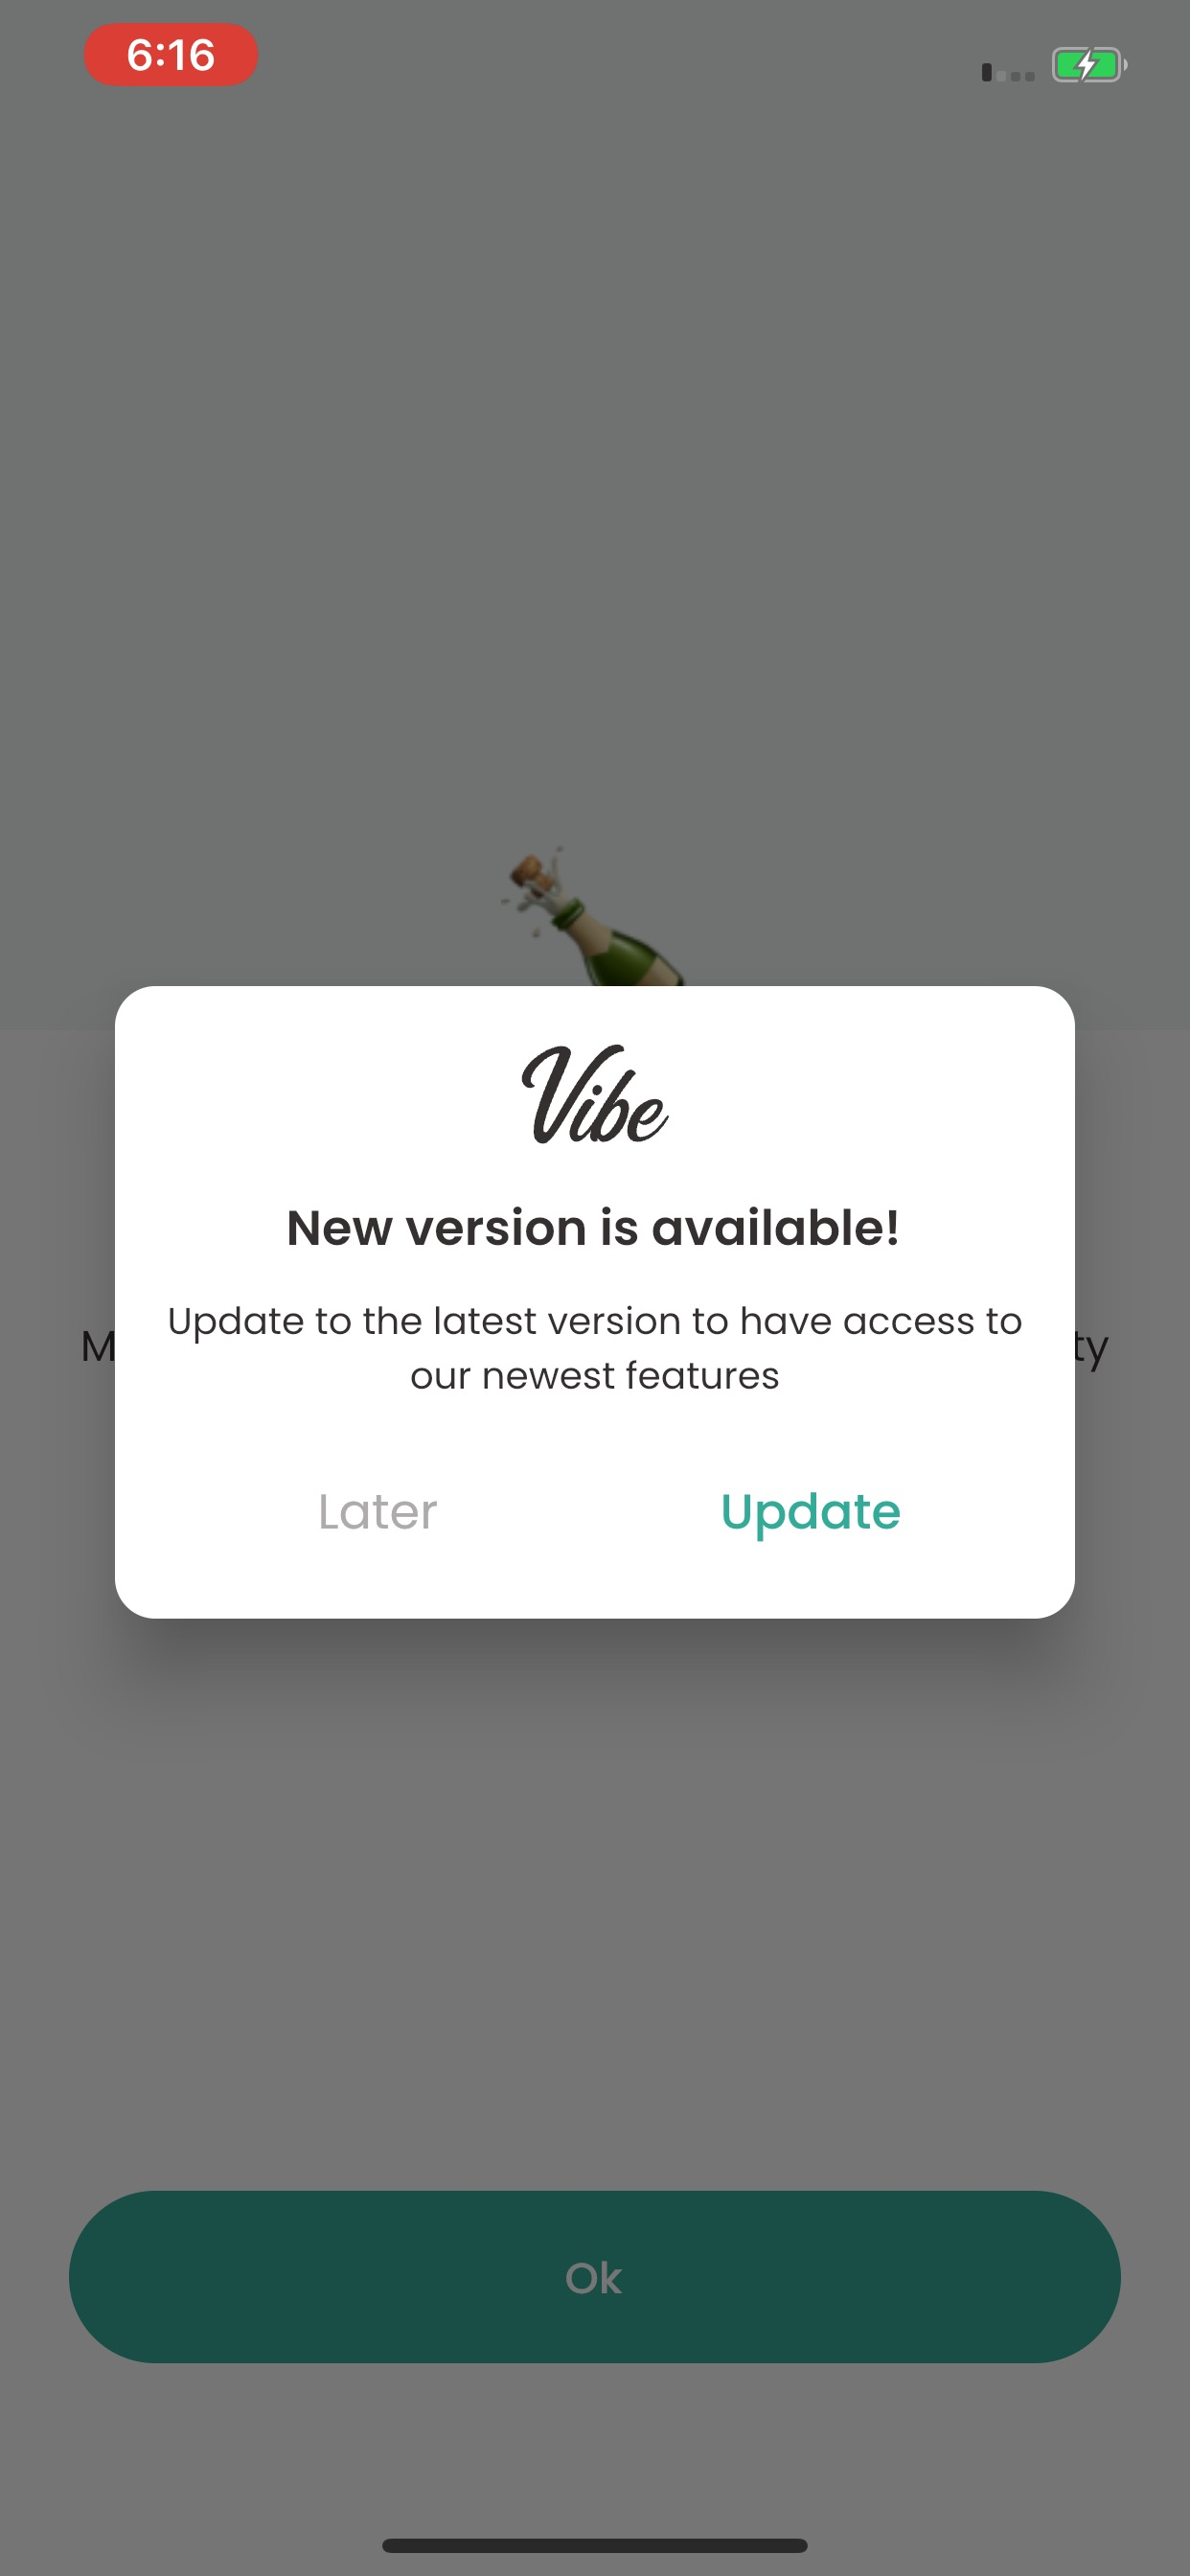 6:16
Vibe
New version is available!
Update to the latest version to have access to
our newest features
Later
Update
Ok